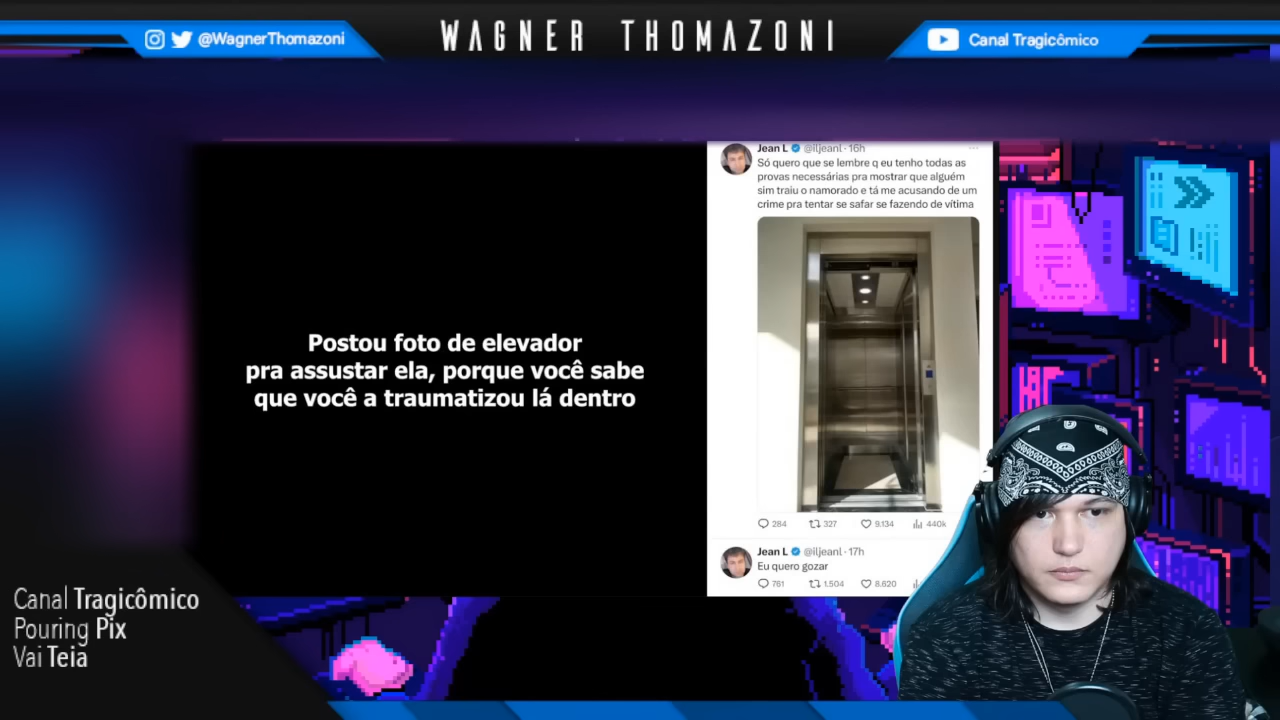 WAGNER THOMAZONI
@WagnerThomazoni
Canal Tragicômico
Postou foto de elevador
pra assustar ela, porque você sabe
que você a traumatizou lá dentro
Jean L @iljeanl · 16h
Só quero que se lembre q eu tenho todas as
provas necessárias pra mostrar que alguém
sim traiu o namorado e tá me acusando de um
crime pra tentar se safar se fazendo de vítima
284 327 9.134 440k
Jean L @iljeanl · 17h
Eu quero gozar
761 1.504 8.620
Canal Tragicômico
Pouring Pix
Vai Teia